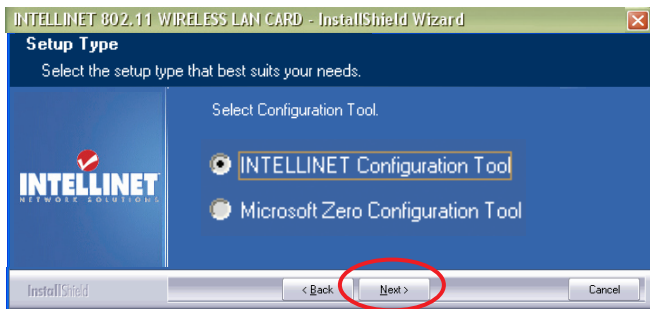 INTELLINET 802.11 WIRELESS LAN CARD - InstallShield Wizard
Setup Type
Select the setup type that best suits your needs.
Select Configuration Tool.
INTELLINET Configuration Tool
Microsoft Zero Configuration Tool
INTELLINET
NETWORK SOLUTIONS
InstallShield
< Back
Next >
Cancel